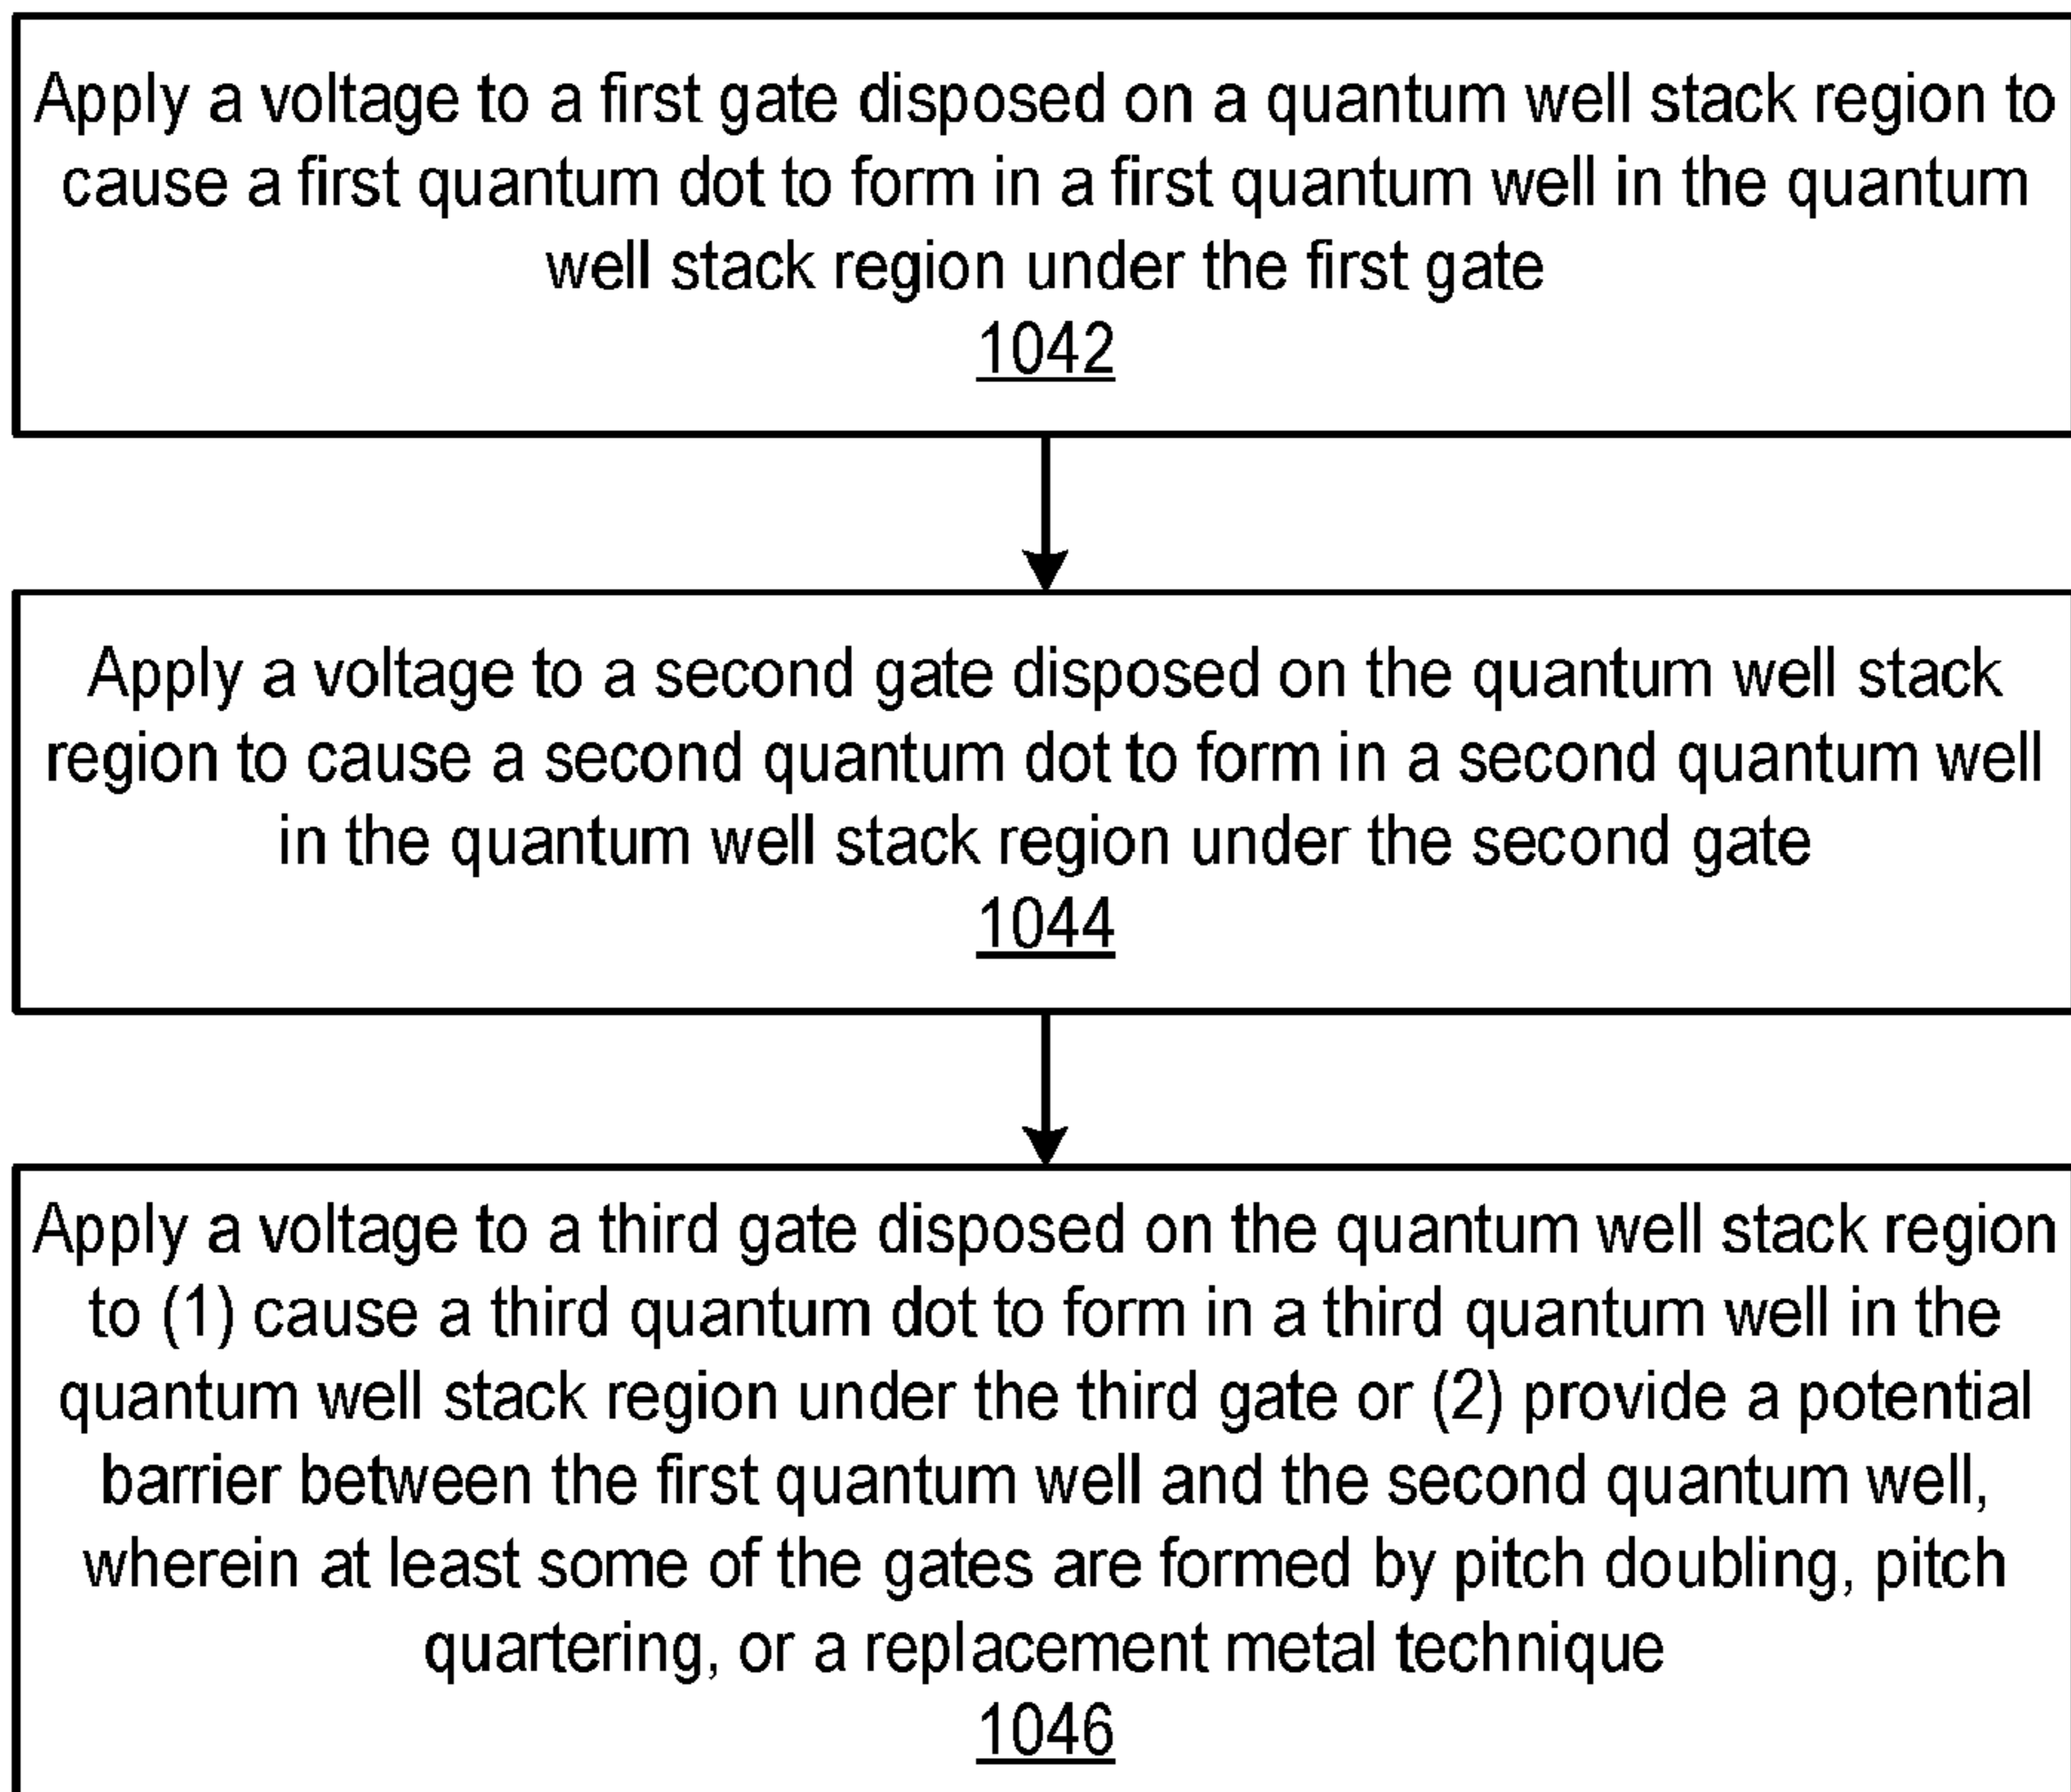 Apply a voltage to a first gate disposed on a quantum well stack region to
cause a first quantum dot to form in a first quantum well in the quantum
well stack region under the first gate
1042
Apply a voltage to a second gate disposed on the quantum well stack
region to cause a second quantum dot to form in a second quantum well
in the quantum well stack region under the second gate
1044
Apply a voltage to a third gate disposed on the quantum well stack region
to (1) cause a third quantum dot to form in a third quantum well in the
quantum well stack region under the third gate or (2) provide a potential
barrier between the first quantum well and the second quantum well,
wherein at least some of the gates are formed by pitch doubling, pitch
quartering, or a replacement metal technique
1046